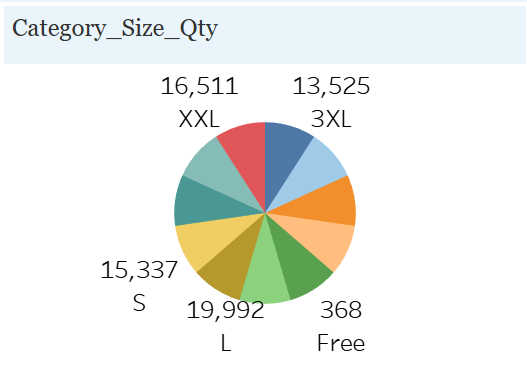 Category_Size_Qty
16,511
XXL
13,525
3XL
15,337
S
19,992
L
368
Free